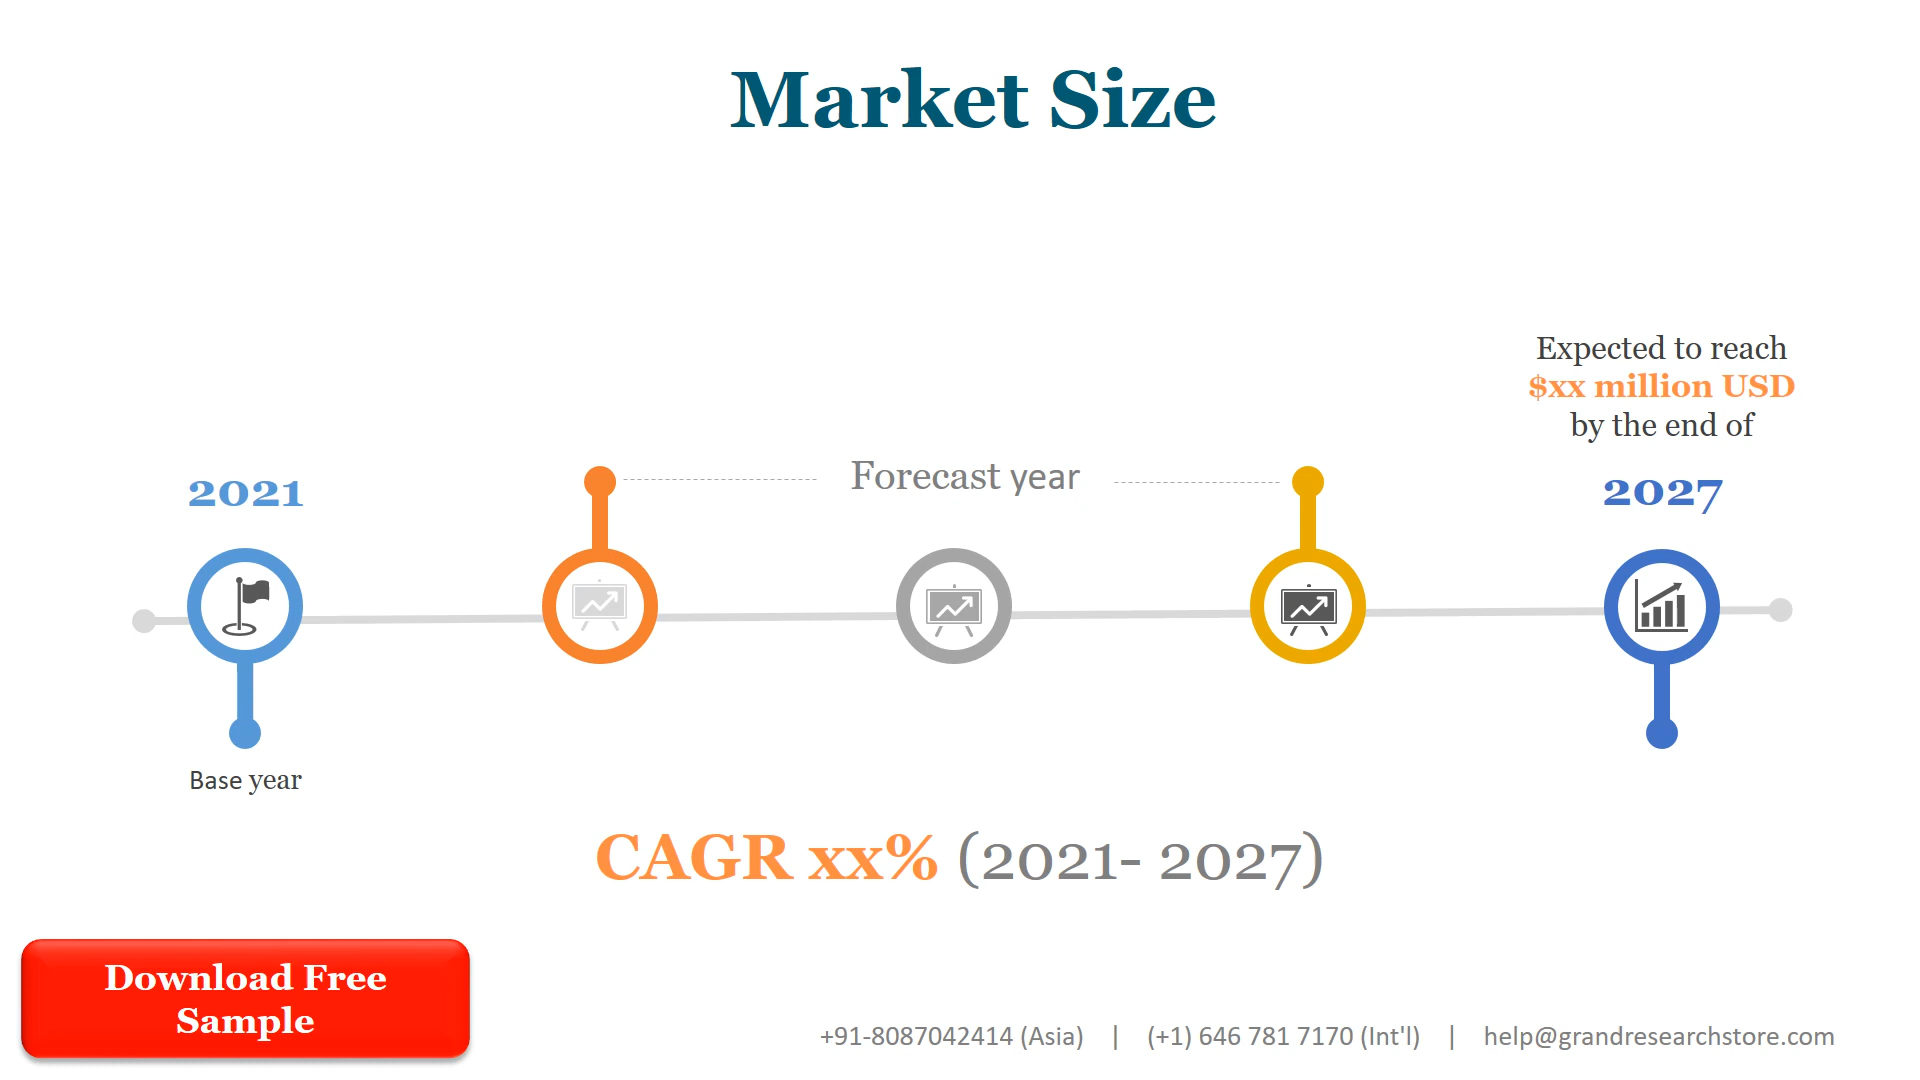 Market Size
Expected to reach
$xx million USD
by the end of
2021
Forecast year
2027
Base year
CAGR xx% (2021- 2027)
Download Free
Sample
+91-8087042414 (Asia) | (+1) 646 781 7170 (Int'l) | help@grandresearchstore.com